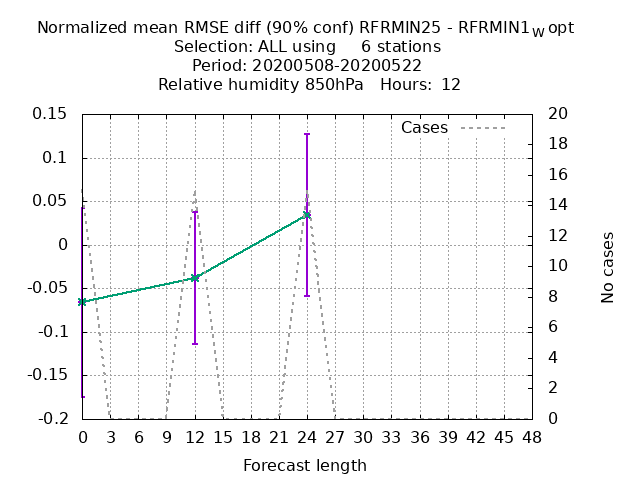 Normalized mean RMSE diff (90% conf) RFRMIN25 - RFRMIN1wopt
Selection: ALL using 6 stations
Period: 20200508-20200522
Relative humidity 850hPa Hours: 12
Cases
0.15
0.1
0.05
0
-0.05
-0.1
-0.15
-0.2
20
18
16
14
12
10
8
6
4
2
0
No cases
0 3 6 9 12 15 18 21 24 27 30 33 36 39 42 45 48
Forecast length